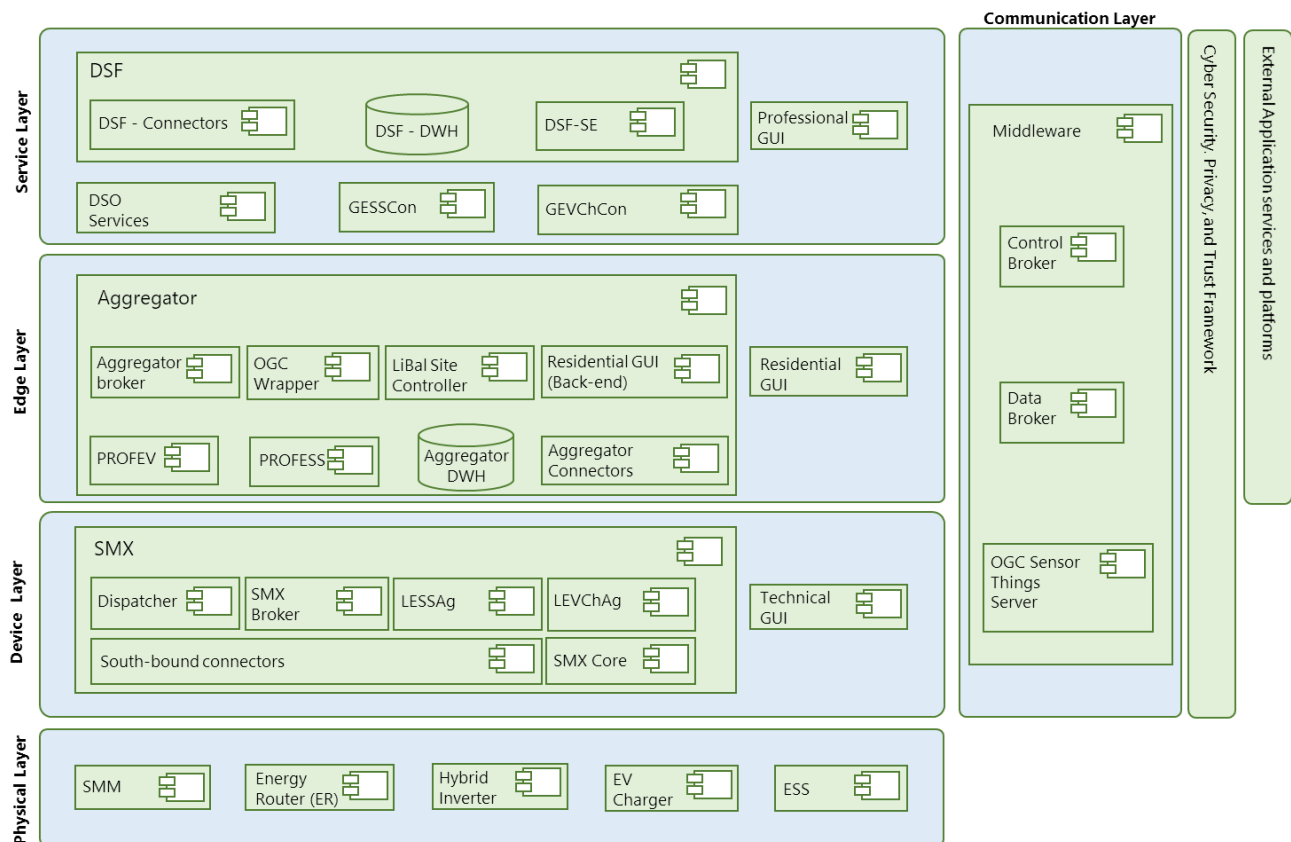 Communication Layer
Service Layer
DSF
DSF - Connectors
DSF - DWH
DSF-SE
Professional
GUI
DSO
Services
GESSCon
GEVChCon
Edge Layer
Aggregator
Aggregator
broker
OGC
Wrapper
LiBal Site
Controller
Residential GUI
(Back-end)
Residential
GUI
PROFEV
PROFESS
Aggregator
DWH
Aggregator
Connectors
Device Layer
SMX
Dispatcher
SMX
Broker
LESSAg
LEVChAg
Technical
GUI
South-bound connectors
SMX Core
Physical Layer
SMM
Energy
Router (ER)
Hybrid
Inverter
EV
Charger
ESS
Middleware
Control
Broker
Data
Broker
OGC Sensor
Things
Server
Cyber Security. Privacy, and Trust Framework
External Application services and platforms